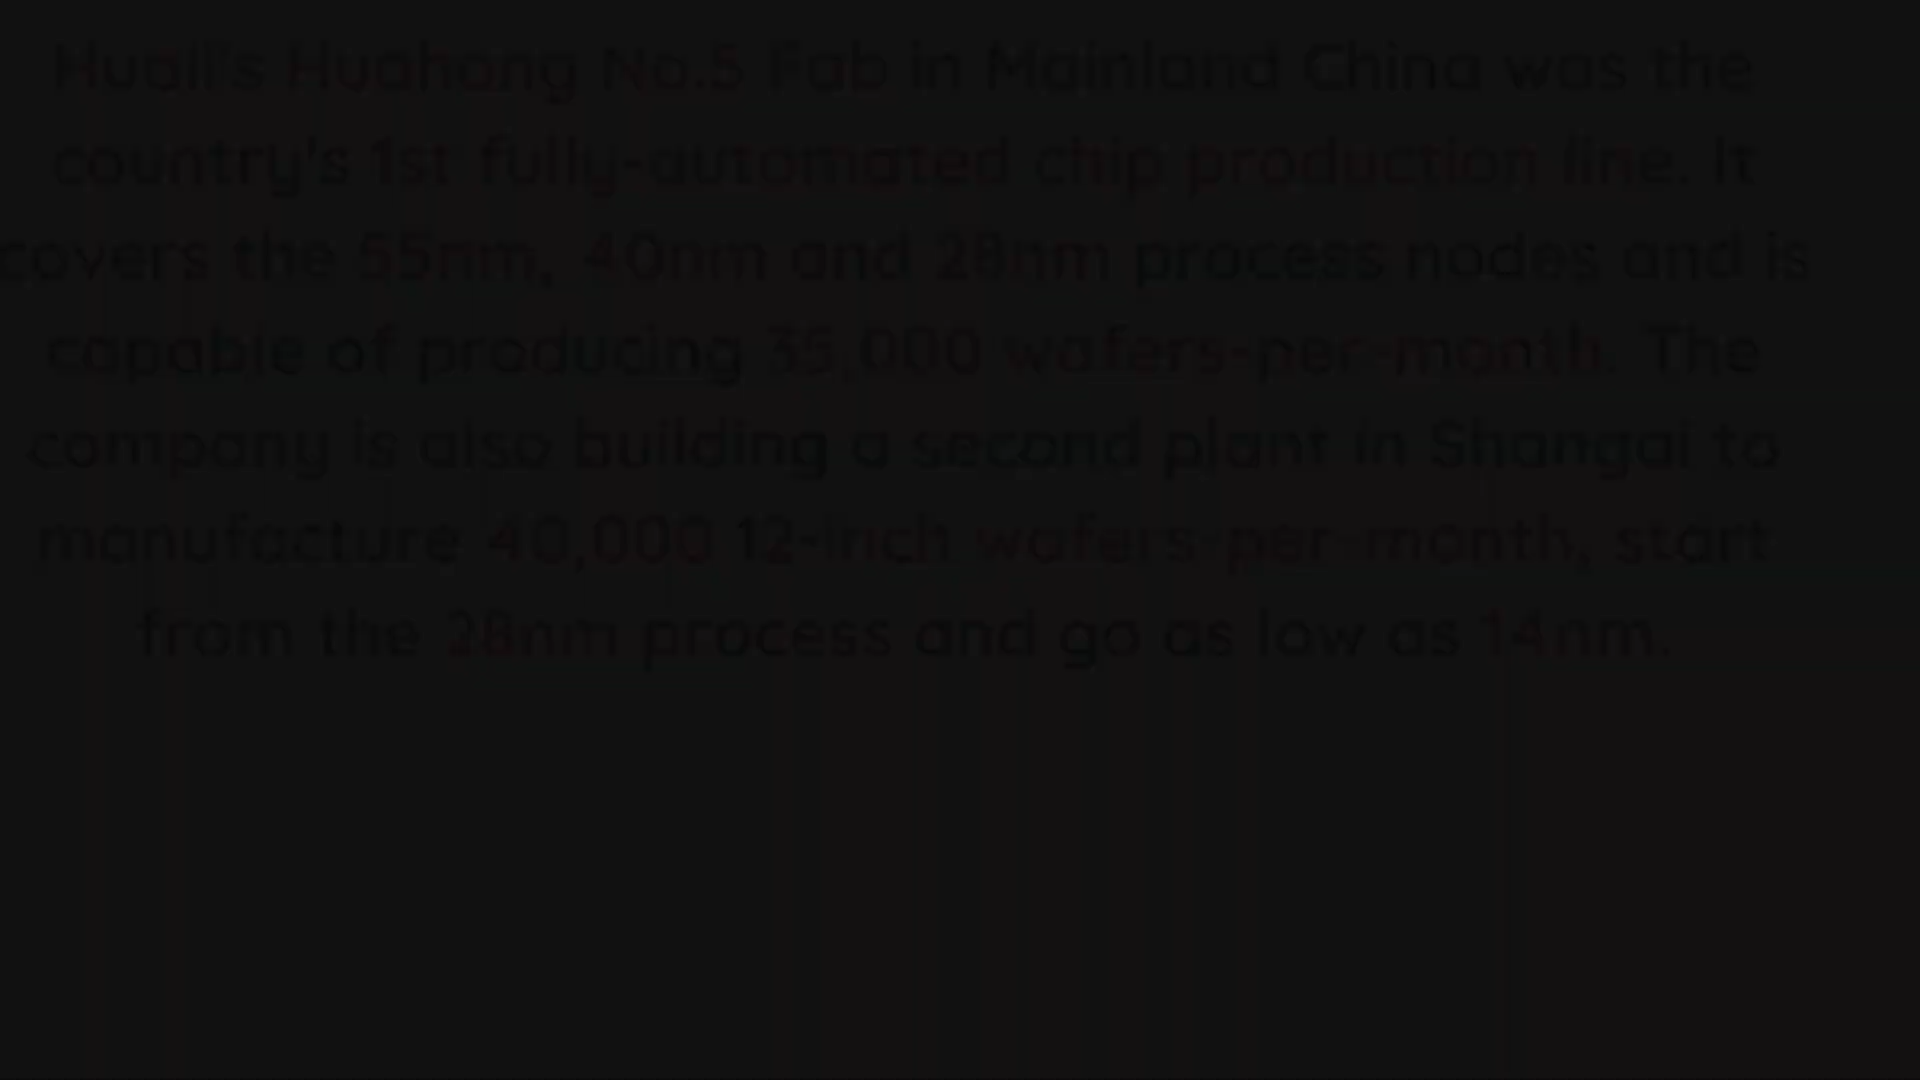 Huali's Huahong No.5 Fab in Mainland China was the
country's 1st fully-automated chip production line. It
covers the 55nm, 40nm and 28nm process nodes and is
capable of producing 35,000 wafers-per-month. The
company is also building a second plant in Shangai to
manufacture 40,000 12-inch wafers-per-month, start
from the 28nm process and go as low as 14nm.